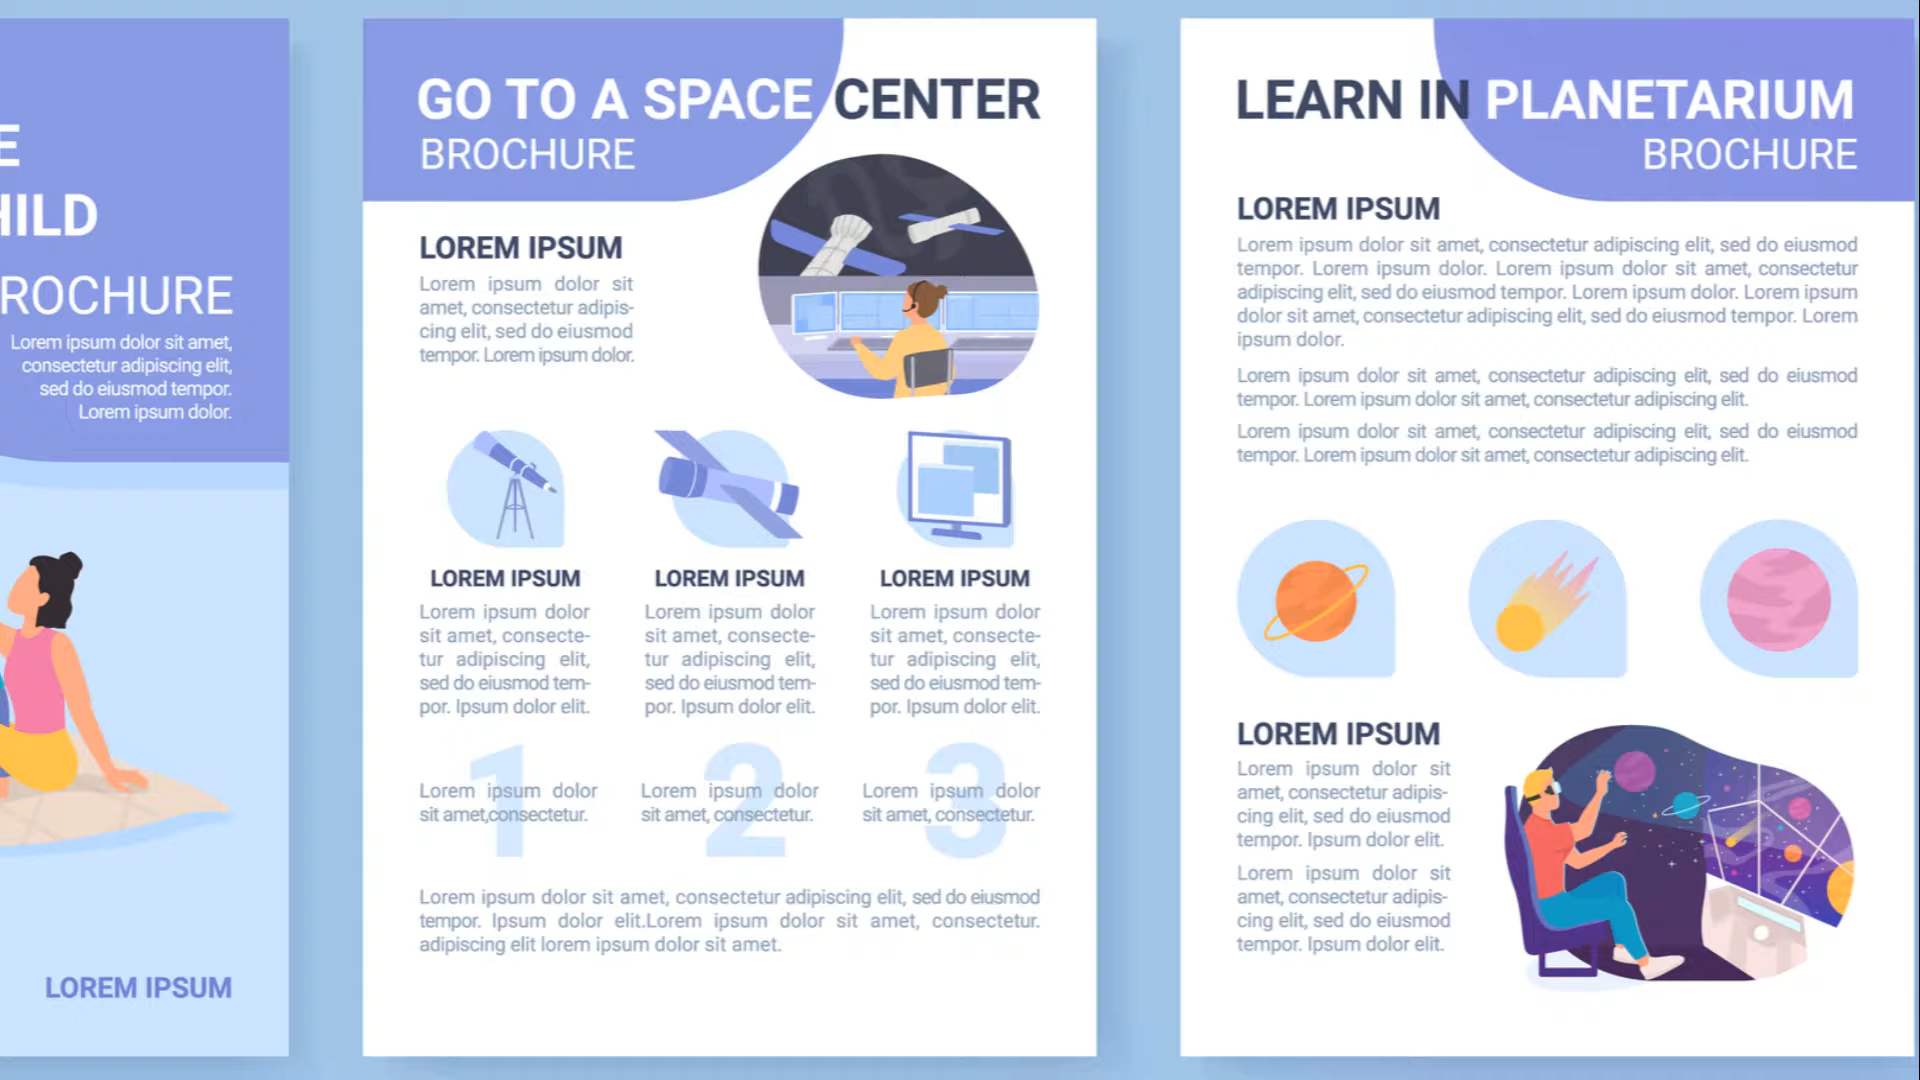 E
HILD
ROCHURE
Lorem ipsum dolor sit amet,
consectetur adipiscing elit,
sed do eiusmod tempor.
Lorem ipsum dolor.
LOREM IPSUM
GO TO A SPACE CENTER
BROCHURE
LOREM IPSUM
Lorem ipsum dolor sit
amet, consectetur adipis-
cing elit, sed do eiusmod
tempor. Lorem ipsum dolor.
LOREM IPSUM
Lorem ipsum dolor
sit amet, consecte-
tur adipiscing elit,
sed do eiusmod tem-
por. Ipsum dolor elit.
LOREM IPSUM
Lorem ipsum dolor
sit amet, consecte-
tur adipiscing elit,
sed do eiusmod tem-
por. Ipsum dolor elit.
LOREM IPSUM
Lorem ipsum dolor
sit amet, consecte-
tur adipiscing elit,
sed do eiusmod tem-
por. Ipsum dolor elit.
1
Lorem ipsum dolor
sit amet,consectetur.
2
Lorem ipsum dolor
sit amet, consectetur.
3
Lorem ipsum dolor
sit amet, consectetur.
Lorem ipsum dolor sit amet, consectetur adipiscing elit, sed do eiusmod
tempor. Ipsum dolor elit.Lorem ipsum dolor sit amet, consectetur.
adipiscing elit lorem ipsum dolor sit amet.
LEARN IN PLANETARIUM
BROCHURE
LOREM IPSUM
Lorem ipsum dolor sit amet, consectetur adipiscing elit, sed do eiusmod
tempor. Lorem ipsum dolor. Lorem ipsum dolor sit amet, consectetur
adipiscing elit, sed do eiusmod tempor. Lorem ipsum dolor. Lorem ipsum
dolor sit amet, consectetur adipiscing elit, sed do eiusmod tempor. Lorem
ipsum dolor.
Lorem ipsum dolor sit amet, consectetur adipiscing elit, sed do eiusmod
tempor. Lorem ipsum dolor sit amet, consectetur adipiscing elit.
Lorem ipsum dolor sit amet, consectetur adipiscing elit, sed do eiusmod
tempor. Lorem ipsum dolor sit amet, consectetur adipiscing elit.
LOREM IPSUM
Lorem ipsum dolor sit
amet, consectetur adipis-
cing elit, sed do eiusmod
tempor. Ipsum dolor elit.
Lorem ipsum dolor sit
amet, consectetur adipis-
cing elit, sed do eiusmod
tempor. Ipsum dolor elit.